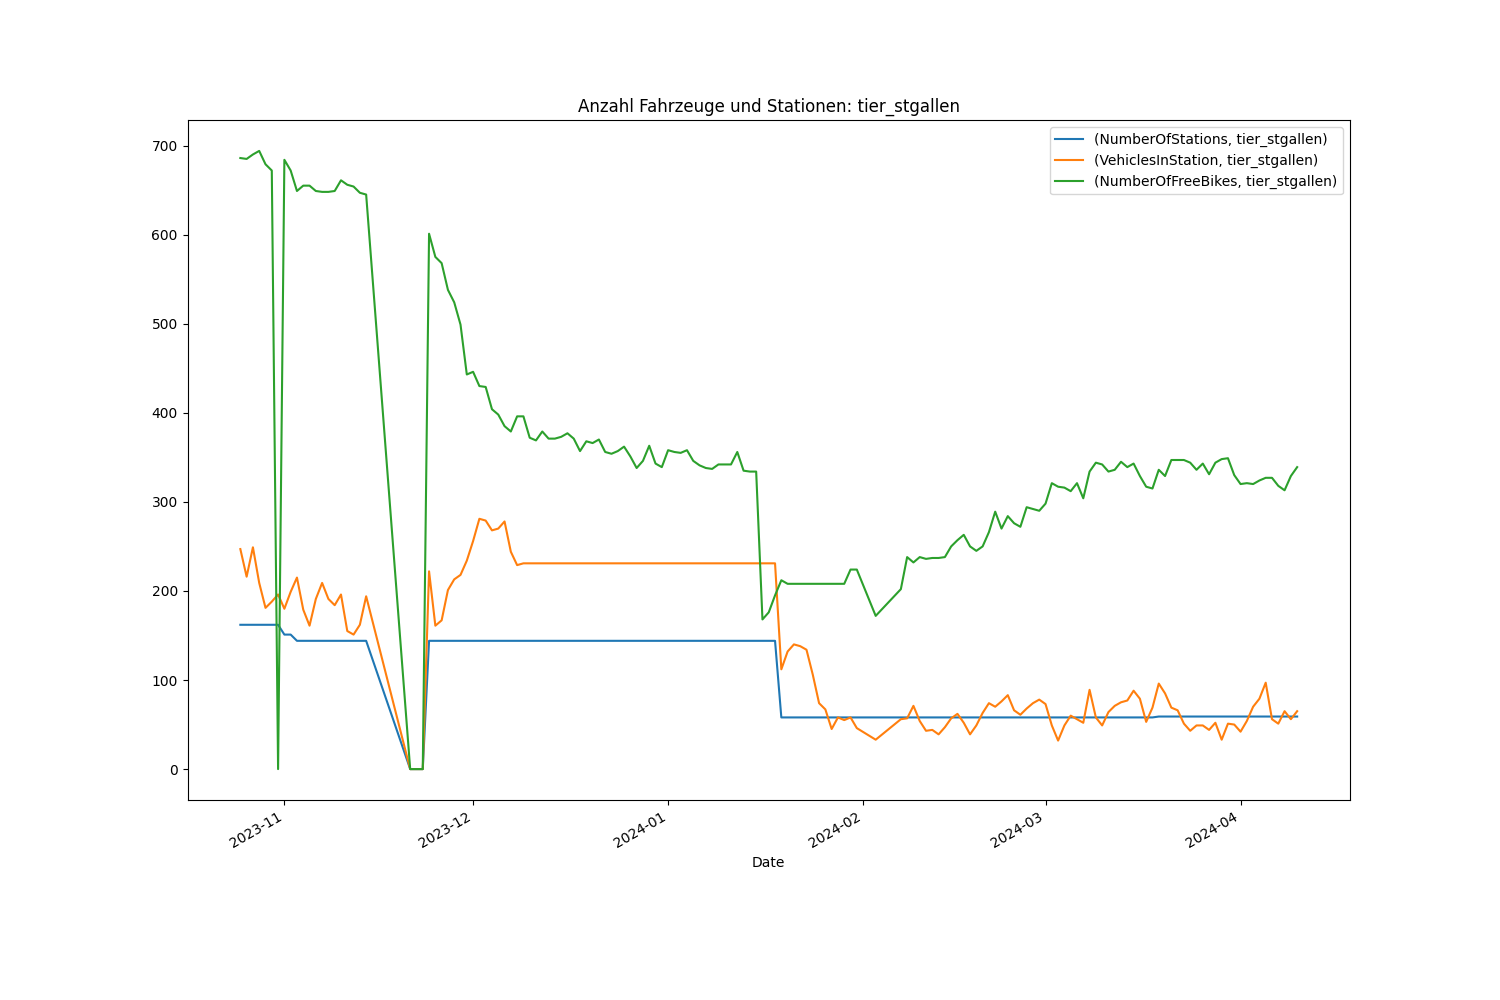 Anzahl Fahrzeuge und Stationen: tier_stgallen
(NumberOfStations, tier_stgallen)
(VehiclesInStation, tier_stgallen)
(NumberOfFreeBikes, tier_stgallen)
700
600
500
400
300
200
100
0
2023-11
2023-12
2024-01
2024-02
2024-03
2024-04
Date